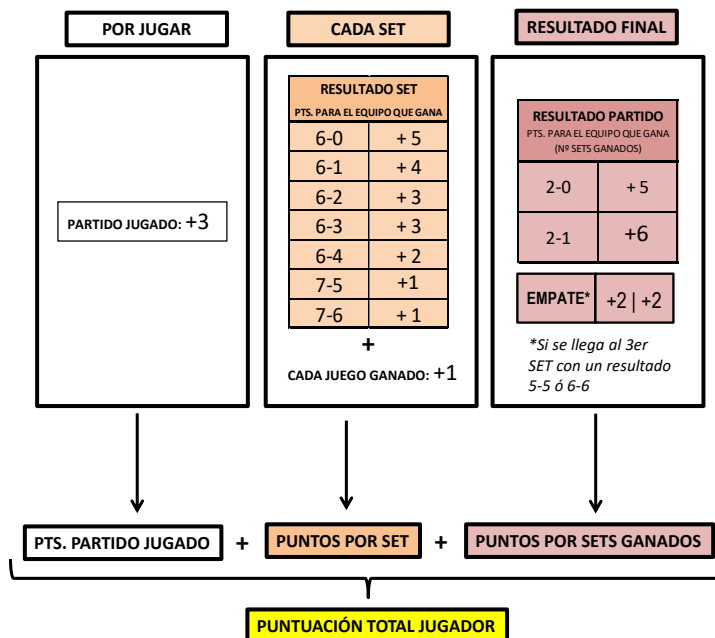 POR JUGAR
PARTIDO JUGADO: +3
CADA SET
RESULTADO SET
PTS. PARA EL EQUIPO QUE GANA
6-0 + 5
6-1 + 4
6-2 + 3
6-3 + 3
6-4 + 2
7-5 +1
7-6 + 1
+
CADA JUEGO GANADO: +1
RESULTADO FINAL
RESULTADO PARTIDO
PTS. PARA EL EQUIPO QUE GANA
(Nº SETS GANADOS)
2-0 + 5
2-1 +6
EMPATE* +2 | +2
*Si se llega al 3er
SET con un resultado
5-5 ó 6-6
PTS. PARTIDO JUGADO + PUNTOS POR SET + PUNTOS POR SETS GANADOS
PUNTUACIÓN TOTAL JUGADOR